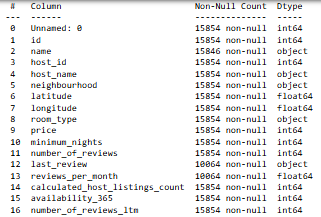 #   Column                          Non-Null Count  Dtype
---  ------                          --------------  -----
0   Unnamed: 0                      15854 non-null  int64
1   id                              15854 non-null  int64
2   name                            15846 non-null  object
3   host_id                         15854 non-null  int64
4   host_name                       15854 non-null  object
5   neighbourhood                   15854 non-null  object
6   latitude                        15854 non-null  float64
7   longitude                       15854 non-null  float64
8   room_type                       15854 non-null  object
9   price                           15854 non-null  int64
10  minimum_nights                  15854 non-null  int64
11  number_of_reviews               15854 non-null  int64
12  last_review                     10064 non-null  object
13  reviews_per_month               10064 non-null  float64
14  calculated_host_listings_count  15854 non-null  int64
15  availability_365                15854 non-null  int64
16  number_of_reviews_ltm           15854 non-null  int64